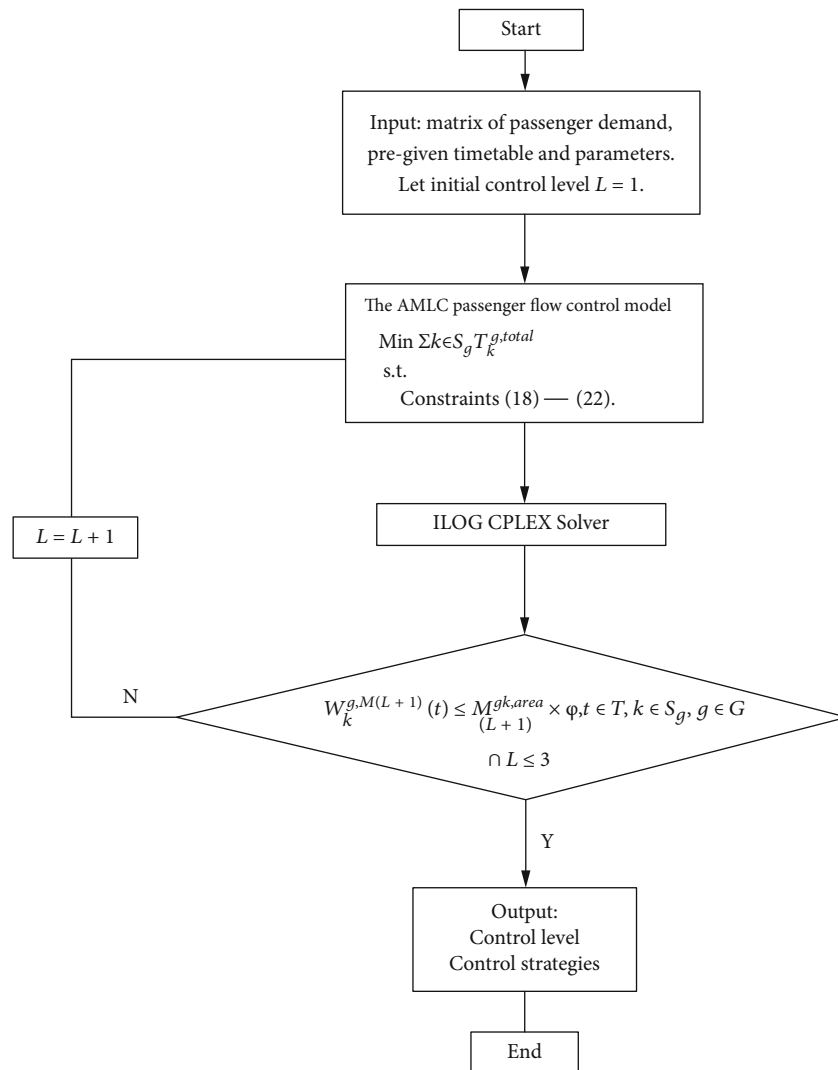 Start
Input: matrix of passenger demand,
pre-given timetable and parameters.
Let initial control level L = 1.
The AMLC passenger flow control model
Min Σk∈S_g T_k^{g,total}
s.t.
Constraints (18) — (22).
ILOG CPLEX Solver
L = L + 1
N
W_k^{g,M(L + 1)} (t) ≤ M_{(L + 1)}^{gk,area} × φ,t ∈ T, k ∈ S_g, g ∈ G
∩ L ≤ 3
Y
Output:
Control level
Control strategies
End